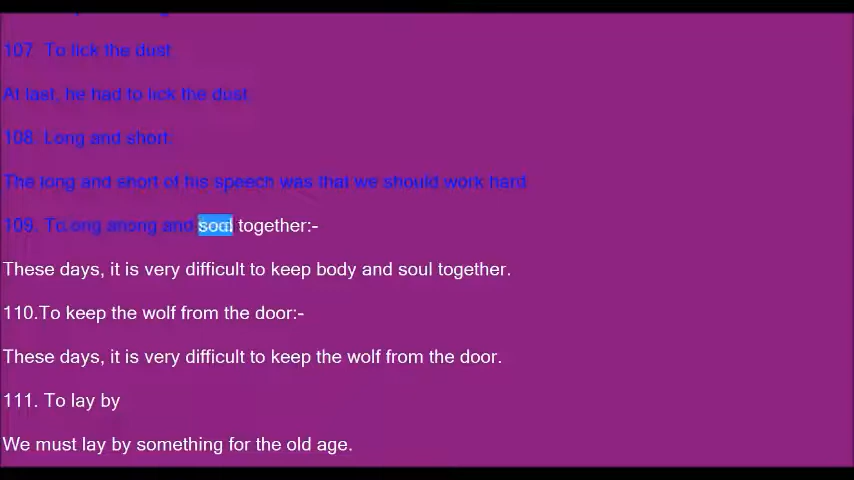 107. To lick the dust
At last, he had to lick the dust.
108. Long and short:
The long and short of his speech was that we should work hard
109. and soul together:-
These days, it is very difficult to keep body and soul together.
110.To keep the wolf from the door:-
These days, it is very difficult to keep the wolf from the door.
111. To lay by
We must lay by something for the old age.